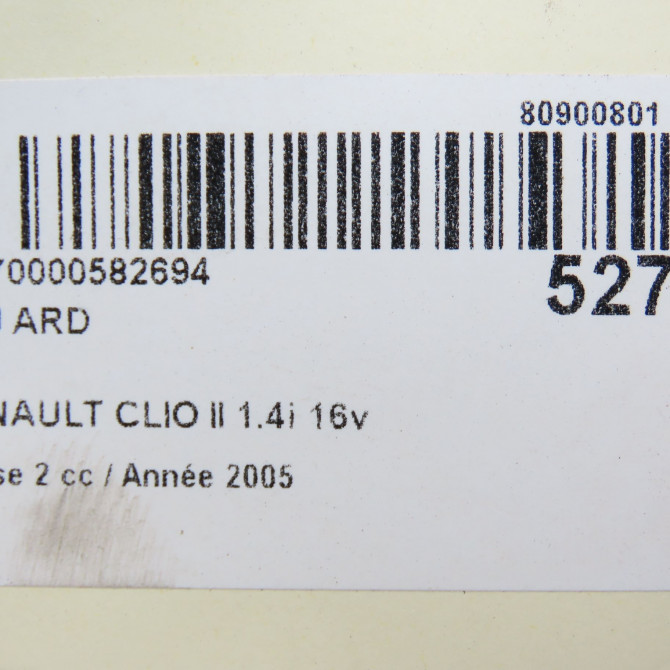 80900801
70000582694
527
ARD
NAULT CLIO II 1.4i 16v
se 2 cc / Année 2005